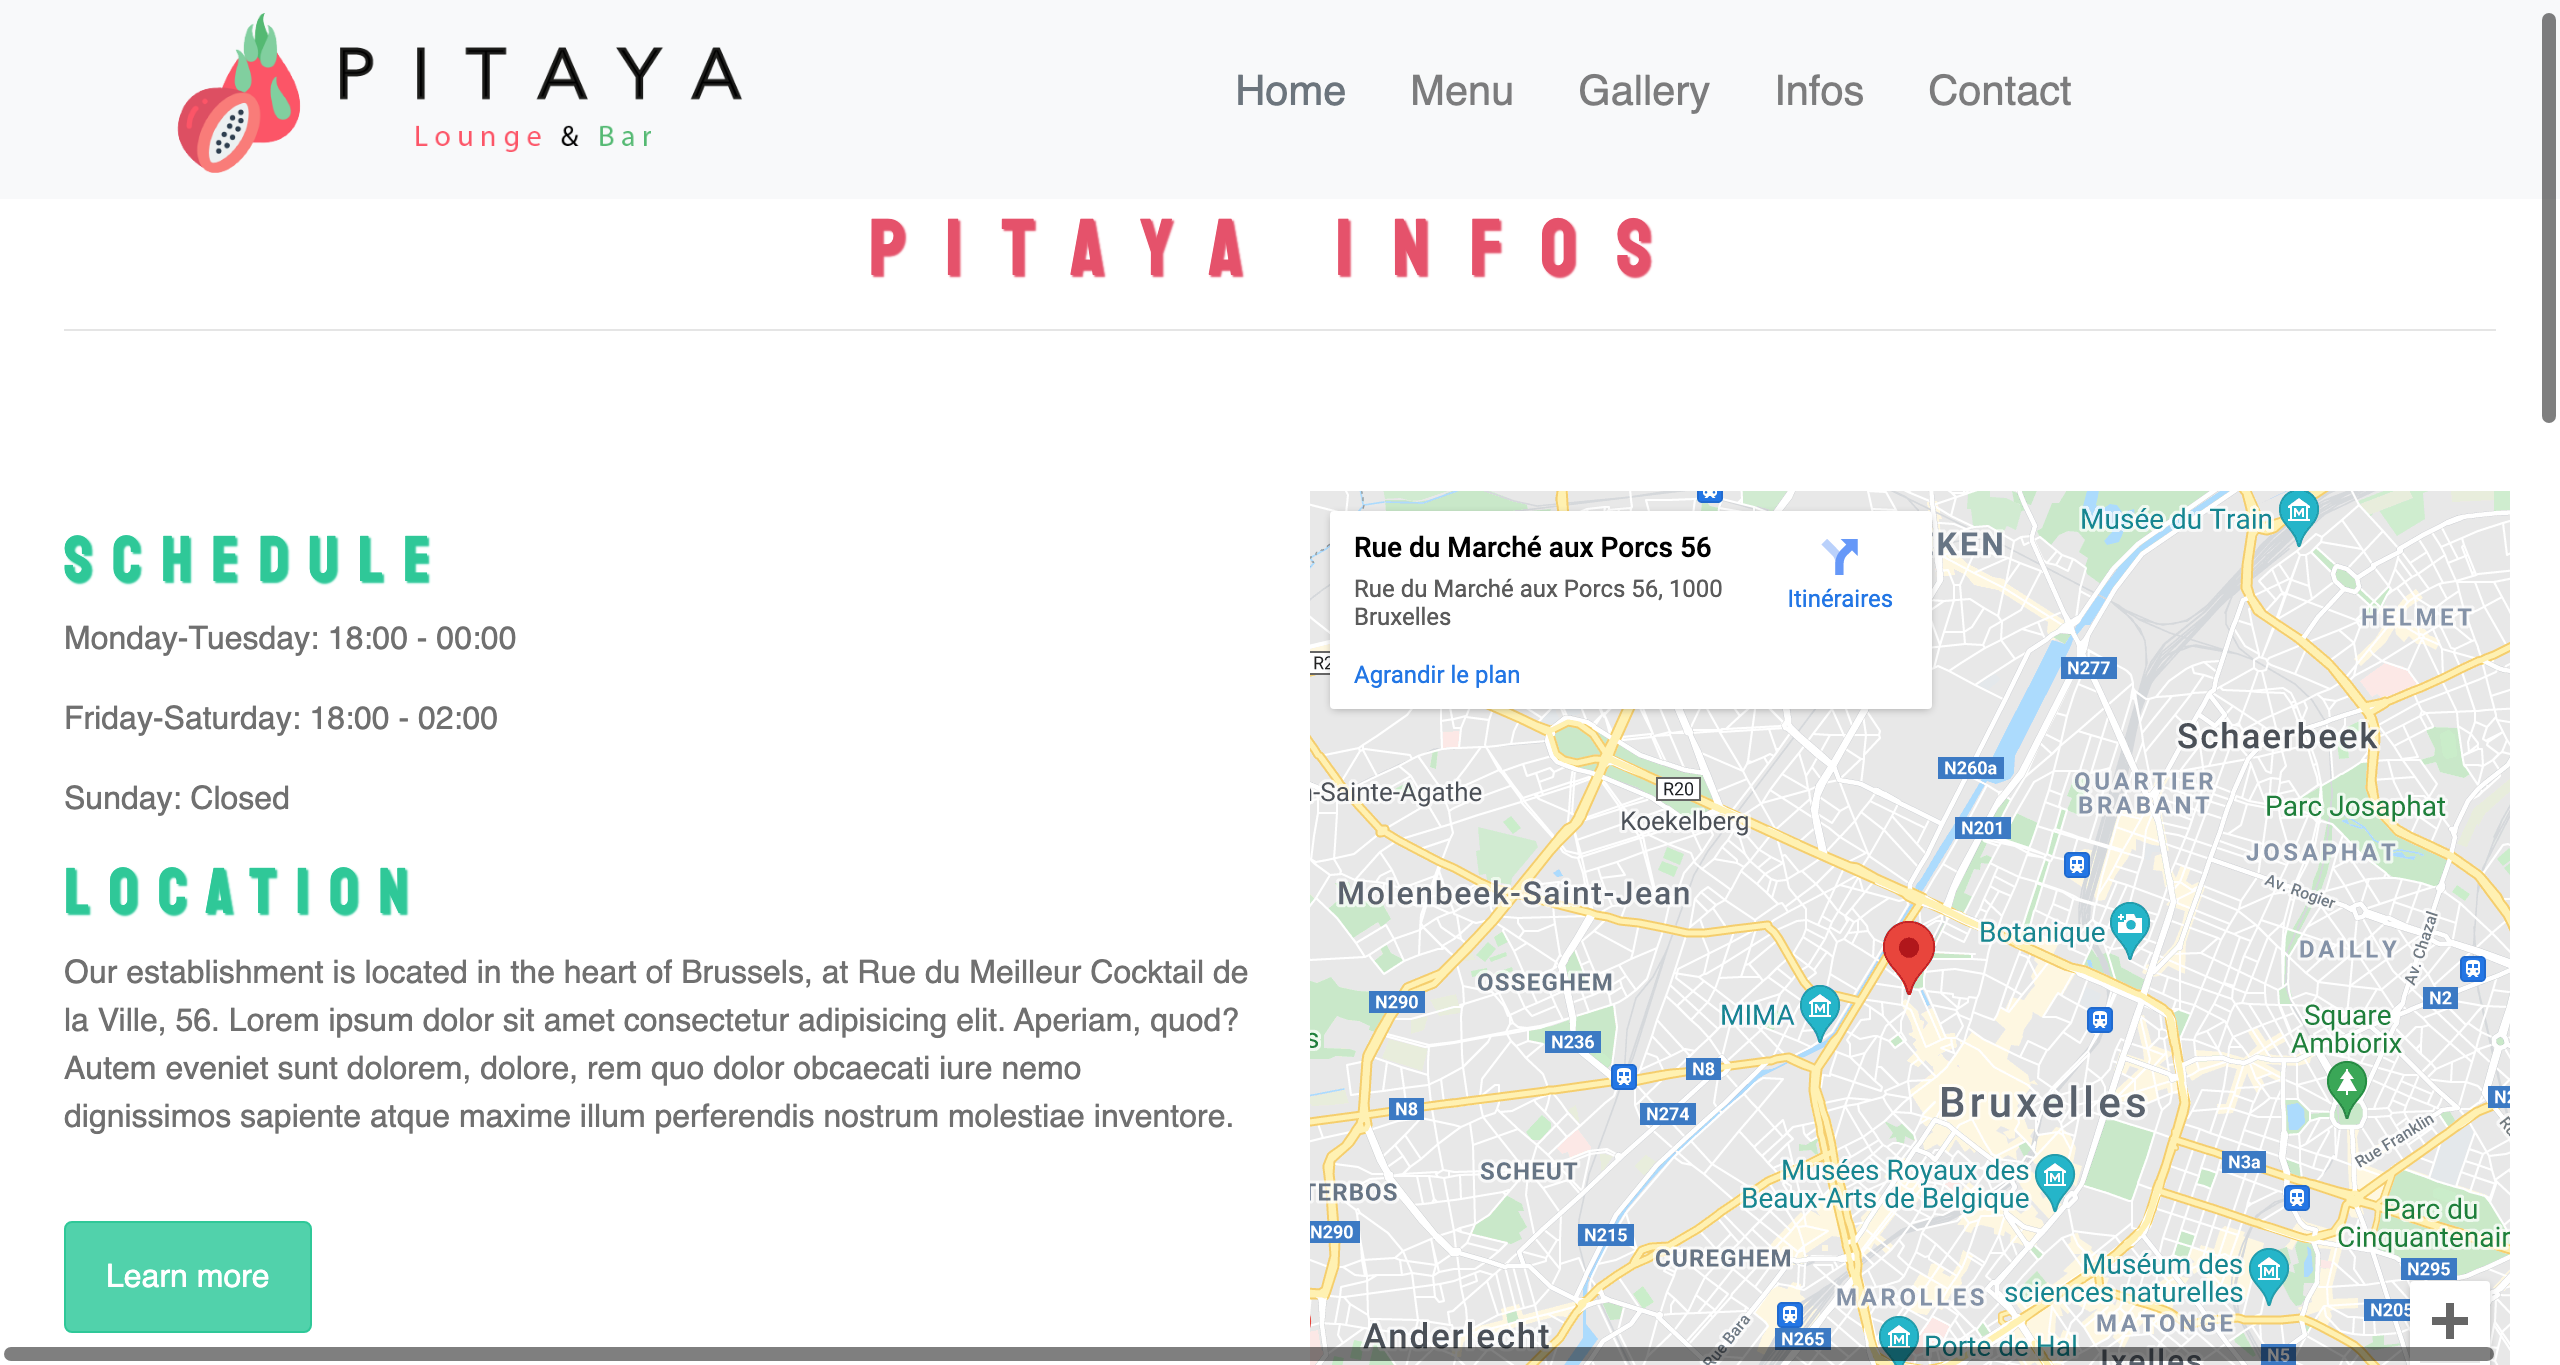 PITAYA
Lounge & Bar
Home Menu Gallery Infos Contact
PITAYA INFOS
SCHEDULE
Monday-Tuesday: 18:00 - 00:00
Friday-Saturday: 18:00 - 02:00
Sunday: Closed
LOCATION
Our establishment is located in the heart of Brussels, at Rue du Meilleur Cocktail de
la Ville, 56. Lorem ipsum dolor sit amet consectetur adipisicing elit. Aperiam, quod?
Autem eveniet sunt dolorem, dolore, rem quo dolor obcaecati iure nemo
dignissimos sapiente atque maxime illum perferendis nostrum molestiae inventore.
Learn more
Rue du Marché aux Porcs 56
Rue du Marché aux Porcs 56, 1000
Bruxelles
Itinéraires
Agrandir le plan
Musée du Train
KEN
HELMET
N277
Schaerbeek
N260a
QUARTIER
BRABANT
R20
-Sainte-Agathe
Parc Josaphat
Koekelberg
N201
JOSAPHAT
Av. Rogier
Molenbeek-Saint-Jean
Botanique
Av. Chazal
DAILLY
OSSEGHEM
N290
N2
MIMA
Square
Ambiorix
N236
N8
Bruxelles
N8
N274
Rue Franklin
SCHEUT
Musées Royaux des
Beaux-Arts de Belgique
N3a
TERBOS
Parc du
Cinquantenair
N290
N215
CUREGHEM
Muséum des
sciences naturelles
N295
MAROLLES
N205
MATONGE
Anderlecht
Rue Bara
N265
Porte de Hal
Ixelles
N5